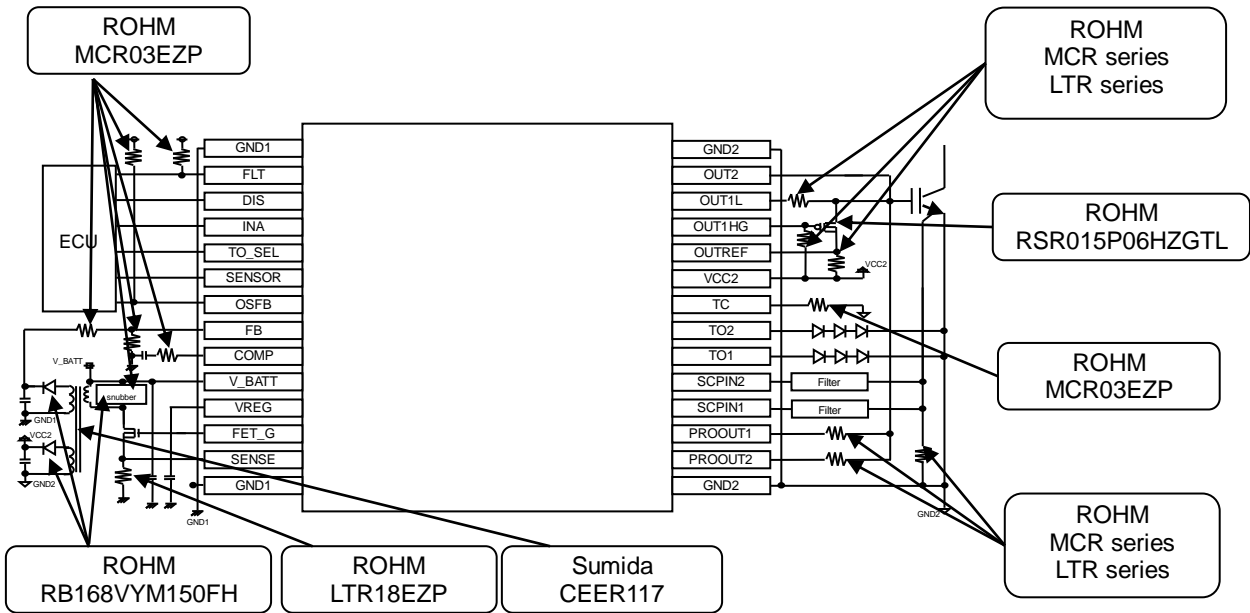 ROHM
MCR03EZP
ROHM
MCR series
LTR series
GND1
FLT
DIS
INA
TO_SEL
SENSOR
OSFB
FB
COMP
V_BATT
VREG
FET_G
SENSE
GND1
ECU
V_BATT
snubber
GND1
VCC2
GND2
GND1
GND2
OUT2
OUT1L
OUT1HG
OUTREF
VCC2
TC
TO2
TO1
SCPIN2
SCPIN1
PROOUT1
PROOUT2
GND2
VCC2
Filter
Filter
GND2
ROHM
RSR015P06HZGTL
ROHM
MCR03EZP
ROHM
MCR series
LTR series
ROHM
RB168VYM150FH
ROHM
LTR18EZP
Sumida
CEER117